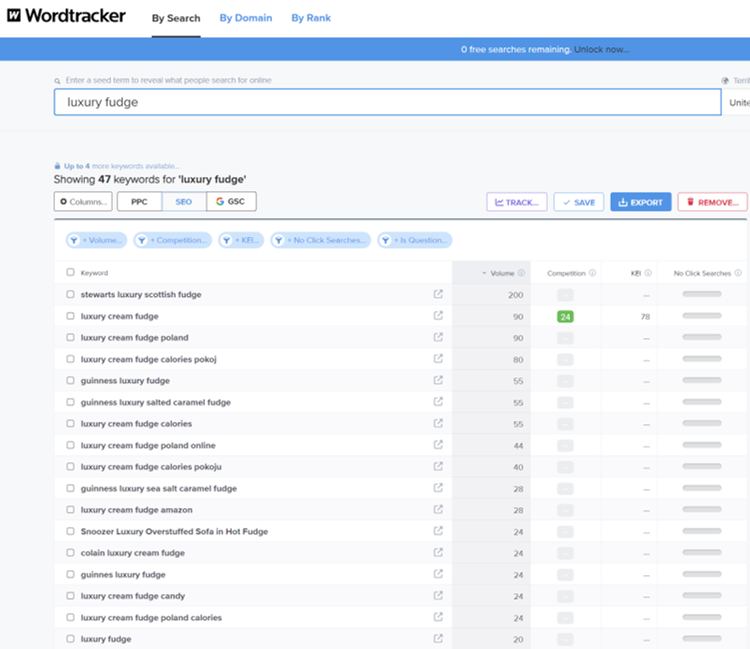 Wordtracker By Search By Domain By Rank
0 free searches remaining. Unlock now...
Enter a seed term to reveal what people search for online
luxury fudge
Up to 4 more keywords available...
Showing 47 keywords for 'luxury fudge'
Columns... PPC SEO GSC TRACK... SAVE EXPORT REMOVE...
+ Volume... + Competition... + KEI... + No Click Searches... + Is Question...
Keyword Volume Competition KEI No Click Searches
stewarts luxury scottish fudge 200 - ...
luxury cream fudge 90 24 78
luxury cream fudge poland 90 - ...
luxury cream fudge calories pokoj 80 - ...
guinness luxury fudge 55 - ...
guinness luxury salted caramel fudge 55 - ...
luxury cream fudge calories 55 - ...
luxury cream fudge poland online 44 - ...
luxury cream fudge calories pokoju 40 - ...
guinness luxury sea salt caramel fudge 28 - ...
luxury cream fudge amazon 28 - ...
Snoozer Luxury Overstuffed Sofa in Hot Fudge 24 - ...
colain luxury cream fudge 24 - ...
guinnes luxury fudge 24 - ...
luxury cream fudge candy 24 - ...
luxury cream fudge poland calories 24 - ...
luxury fudge 20 - ...